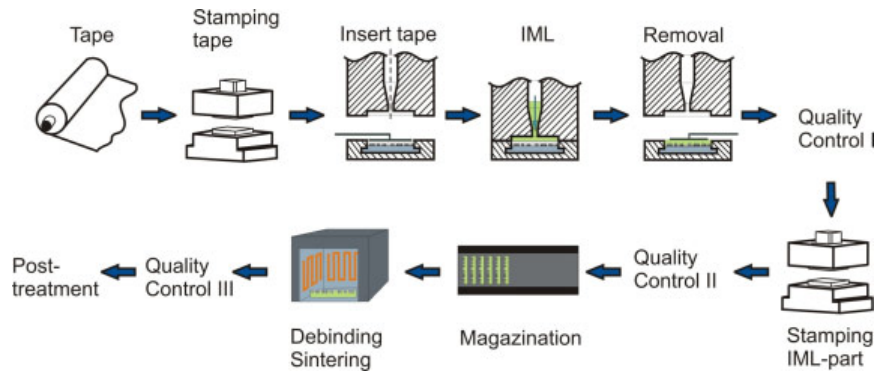 Tape
Stamping
tape
Insert tape
IML
Removal
Quality
Control I
Stamping
IML-part
Quality
Control II
Magazination
Debinding
Sintering
Quality
Control III
Post-
treatment